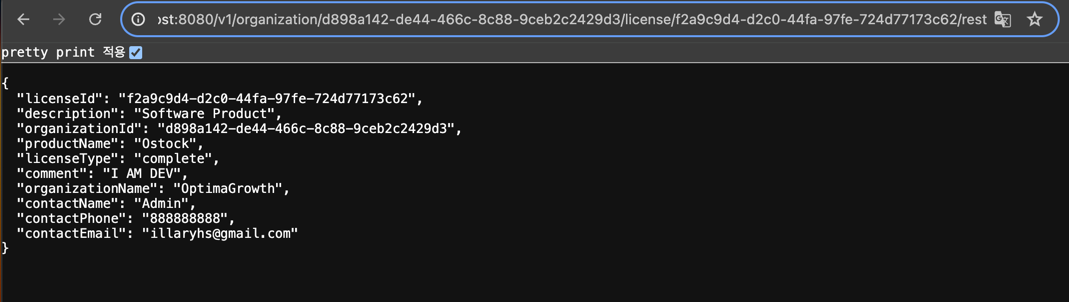 ost:8080/v1/organization/d898a142-de44-466c-8c88-9ceb2c2429d3/license/f2a9c9d4-d2c0-44fa-97fe-724d77173c62/rest
pretty print 적용
{
  "licenseId": "f2a9c9d4-d2c0-44fa-97fe-724d77173c62",
  "description": "Software Product",
  "organizationId": "d898a142-de44-466c-8c88-9ceb2c2429d3",
  "productName": "Ostock",
  "licenseType": "complete",
  "comment": "I AM DEV",
  "organizationName": "OptimaGrowth",
  "contactName": "Admin",
  "contactPhone": "888888888",
  "contactEmail": "illaryhs@gmail.com"
}